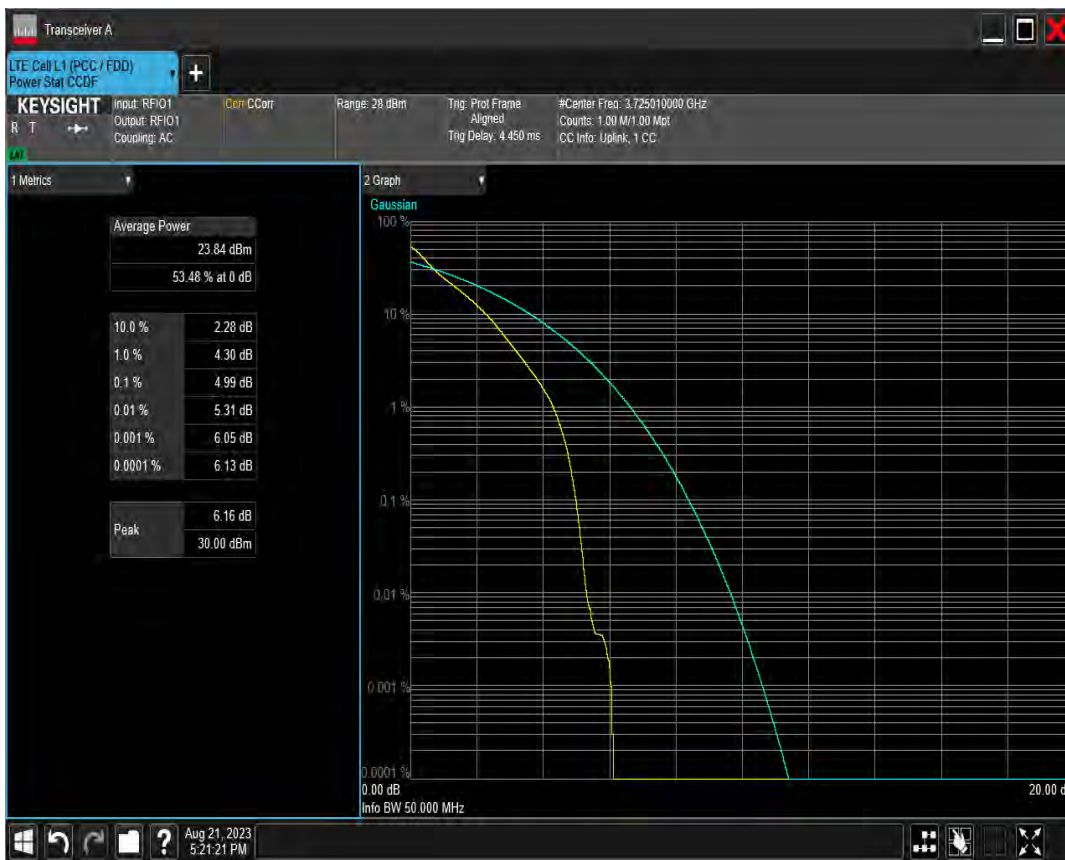 Transceiver A
LTE Cell L1 (PCC / FDD)
Power Stat CCDF
+
KEYSIGHT
R T
LNI
Input: RFIO1
Output: RFIO1
Coupling: AC
Corr CCorr
Range: 28 dBm
Trig: Prot Frame
Aligned
Trig Delay: 4.450 ms
#Center Freq: 3.725010000 GHz
Counts: 1.00 M/1.00 Mpt
CC Info: Uplink, 1 CC
1 Metrics
Average Power
23.84 dBm
53.48 % at 0 dB
10.0 % 2.28 dB
1.0 % 4.30 dB
0.1 % 4.99 dB
0.01 % 5.31 dB
0.001 % 6.05 dB
0.0001 % 6.13 dB
Peak 6.16 dB
30.00 dBm
2 Graph
Gaussian
100 %
10 %
1 %
0.1 %
0.01 %
0.001 %
0.0001 %
0.00 dB
20.00 d
Info BW 50.000 MHz
?
Aug 21, 2023
5:21:21 PM